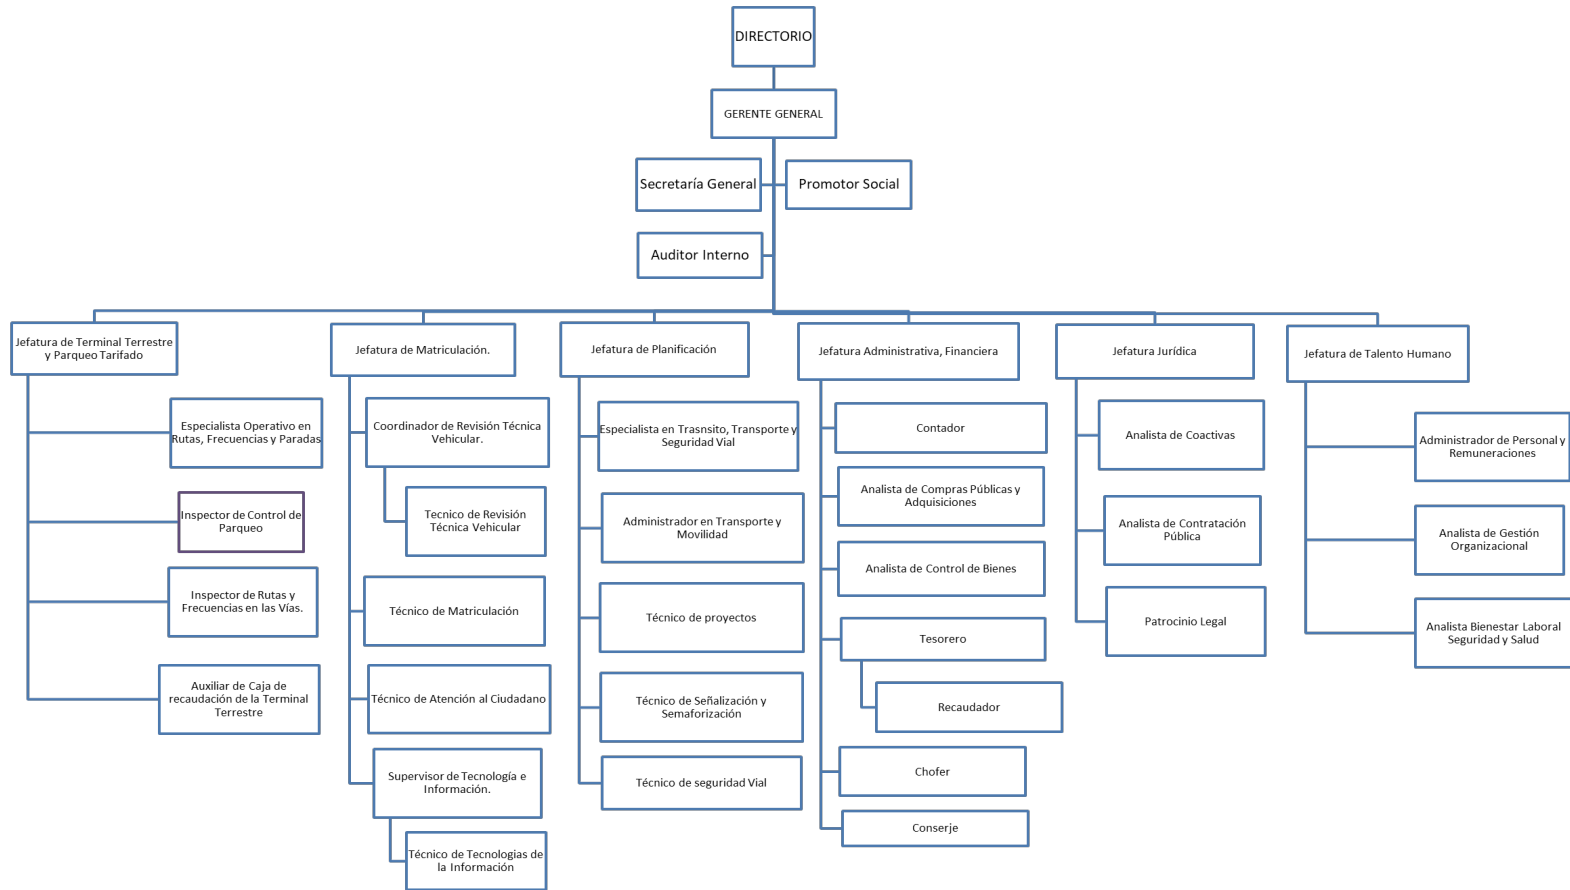 DIRECTORIO
GERENTE GENERAL
Secretaría General
Promotor Social
Auditor Interno
Jefatura de Terminal Terrestre
y Parqueo Tarifado
Especialista Operativo en
Rutas, Frecuencias y Paradas
Inspector de Control de
Parqueo
Inspector de Rutas y
Frecuencias en las Vías.
Auxiliar de Caja de
recaudación de la Terminal
Terrestre
Jefatura de Matriculación.
Coordinador de Revisión Técnica
Vehicular.
Tecnico de Revisión
Técnica Vehicular
Técnico de Matriculación
Técnico de Atención al Ciudadano
Supervisor de Tecnología e
Información.
Técnico de Tecnologias de
la Información
Jefatura de Planificación
Especialista en Trasnsito, Transporte y
Seguridad Vial
Administrador en Transporte y
Movilidad
Técnico de proyectos
Técnico de Señalización y
Semaforización
Técnico de seguridad Vial
Jefatura Administrativa, Financiera
Contador
Analista de Compras Públicas y
Adquisiciones
Analista de Control de Bienes
Tesorero
Recaudador
Chofer
Conserje
Jefatura Jurídica
Analista de Coactivas
Analista de Contratación
Pública
Patrocinio Legal
Jefatura de Talento Humano
Administrador de Personal y
Remuneraciones
Analista de Gestión
Organizacional
Analista Bienestar Laboral
Seguridad y Salud